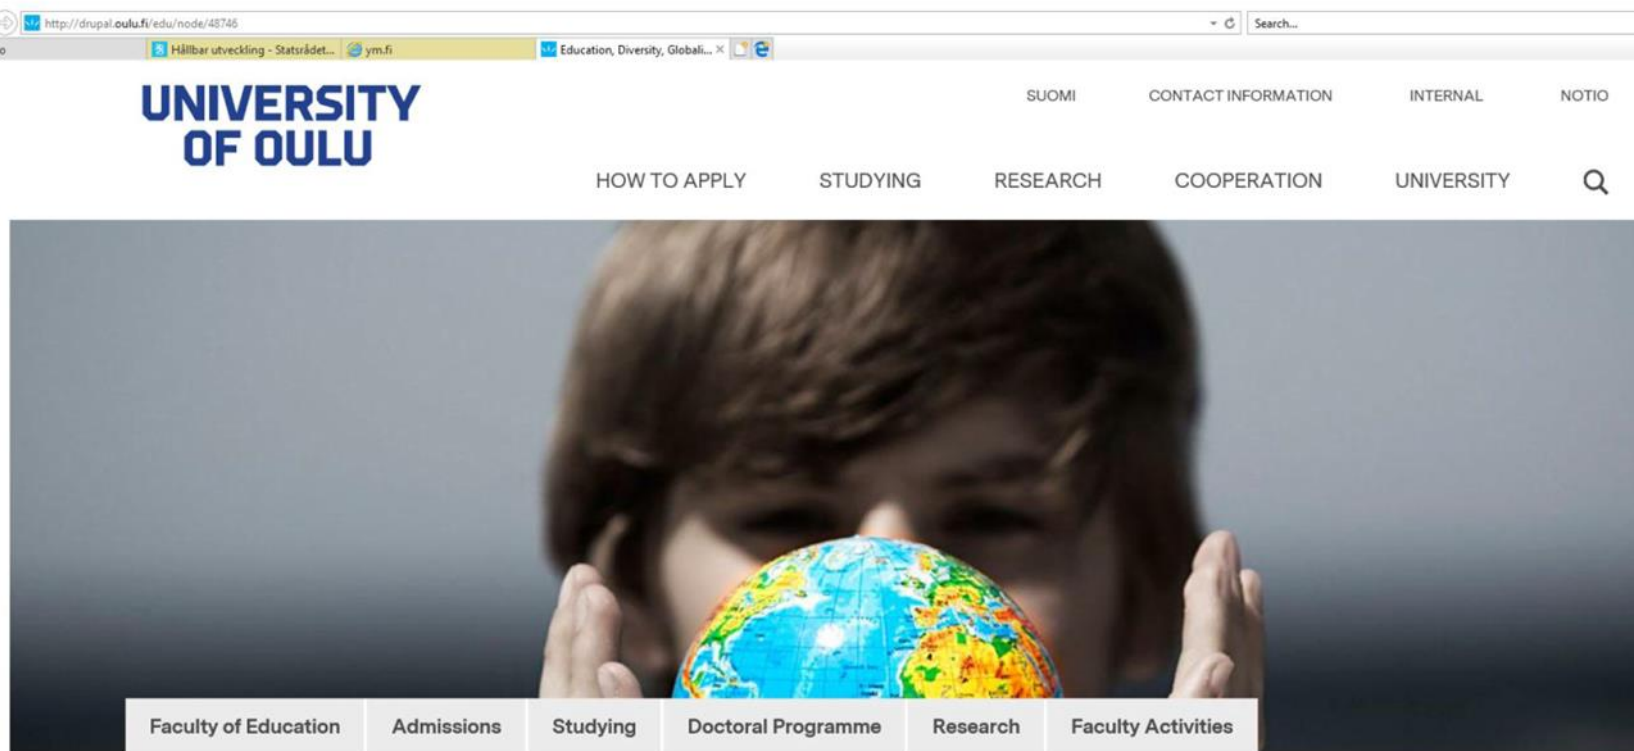 http://drupal.oulu.fi/edu/node/48746
Search...
Hållbar utveckling - Statsrådet...
ym.fi
Education, Diversity, Globali...
UNIVERSITY
OF OULU
SUOMI CONTACT INFORMATION INTERNAL NOTIO
HOW TO APPLY STUDYING RESEARCH COOPERATION UNIVERSITY
Faculty of Education Admissions Studying Doctoral Programme Research Faculty Activities